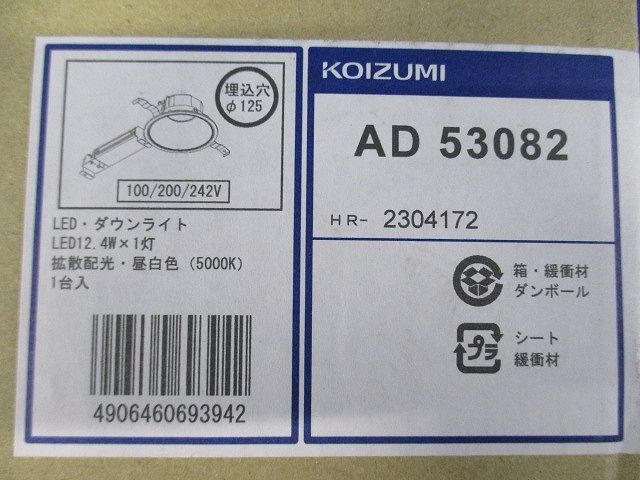 埋込穴
φ125
100/200/242V
LED・ダウンライト
LED12.4W×1灯
拡散配光・昼白色（5000K）
1台入
4906460693942
KOIZUMI
AD 53082
HR- 2304172
箱・緩衝材
ダンボール
プラ
シート
緩衝材